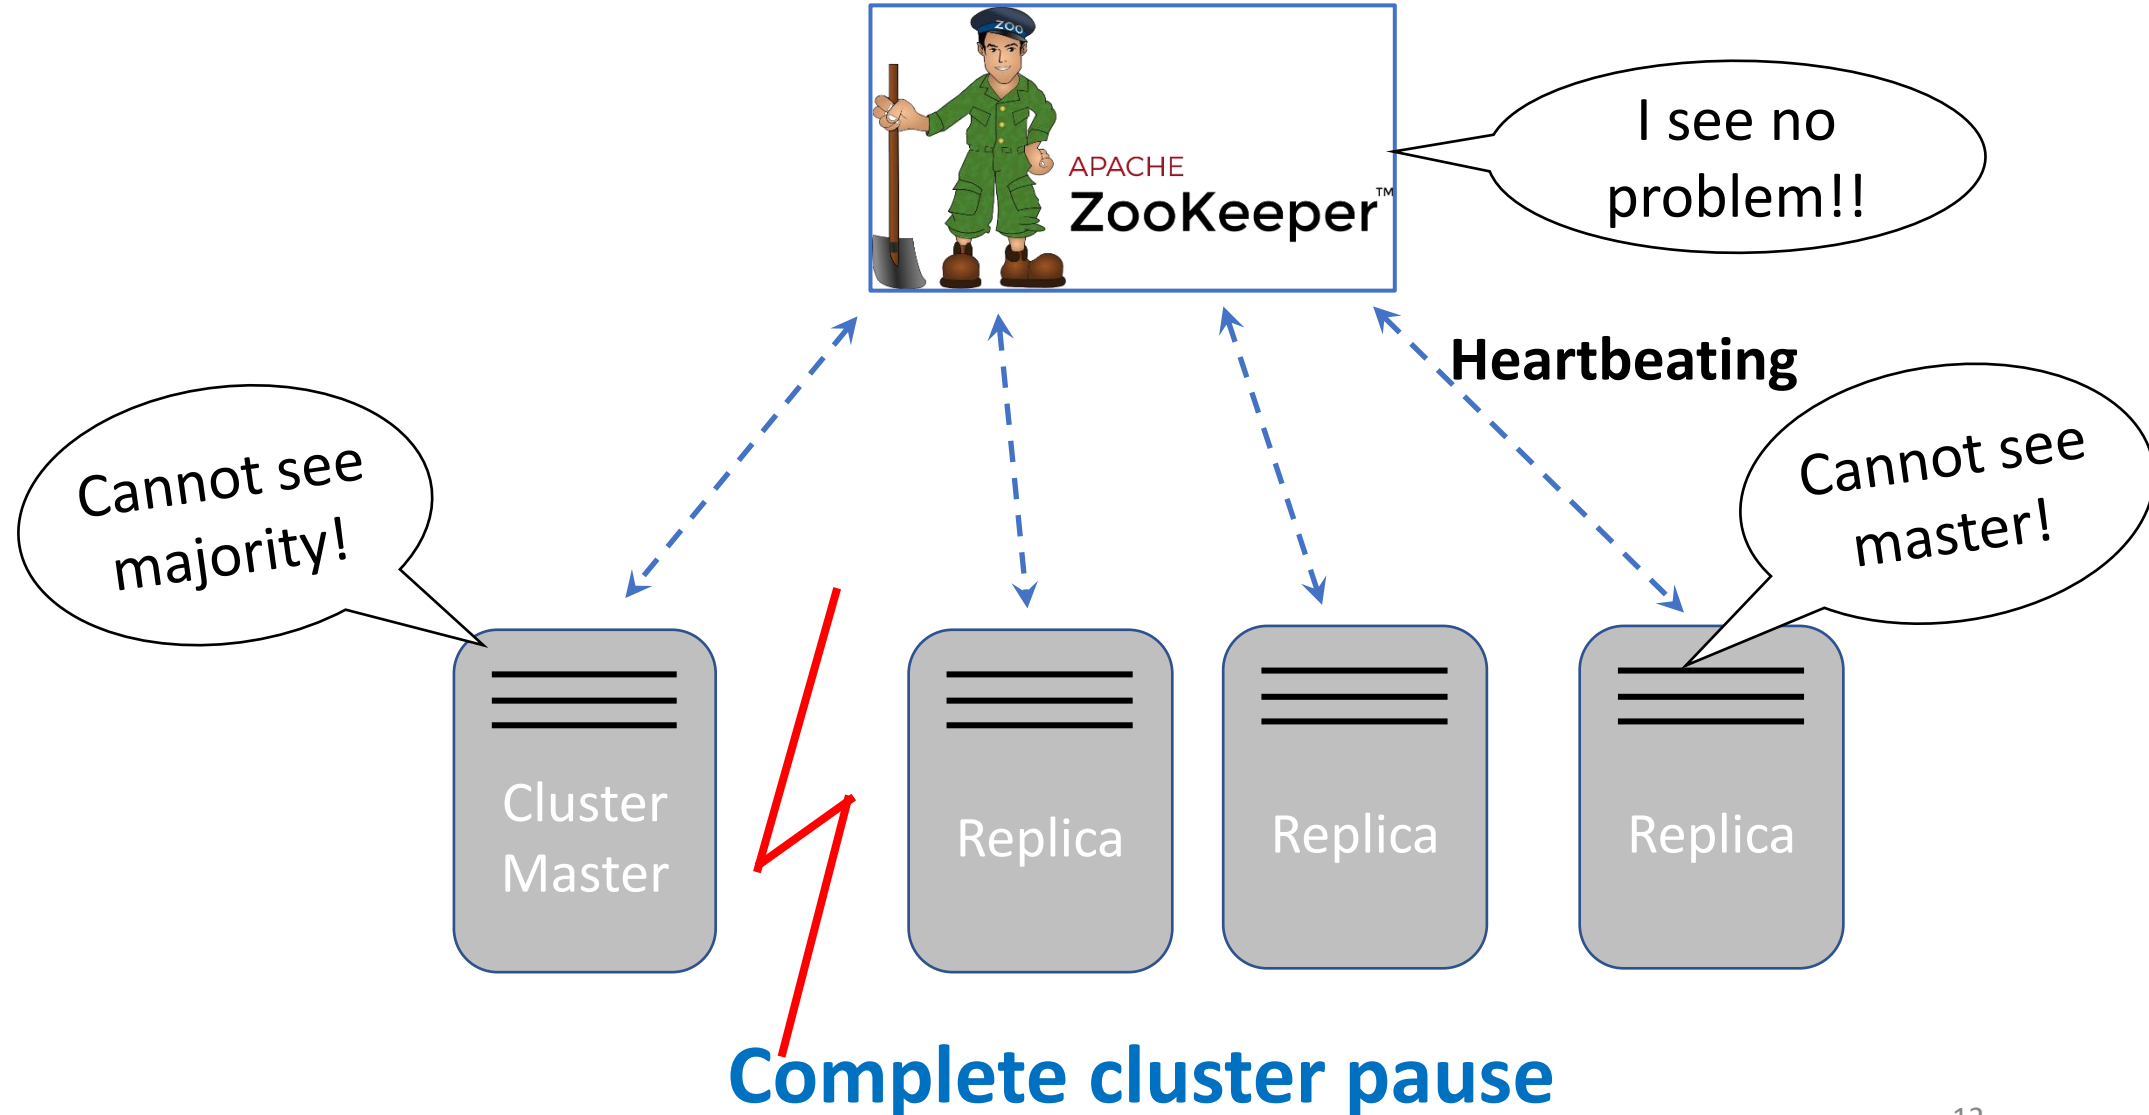 ZOO
APACHE
ZooKeeper™
I see no
problem!!
Heartbeating
Cannot see
majority!
Cannot see
master!
Cluster
Master
Replica
Replica
Replica
Complete cluster pause